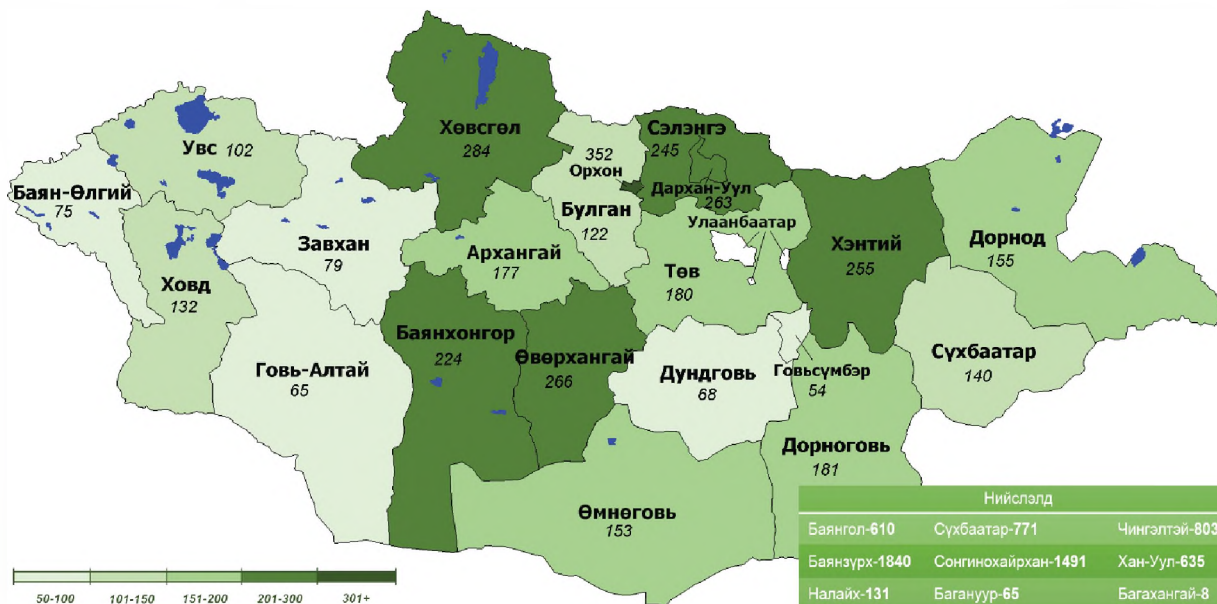 Хөвсгөл
284
Сэлэнгэ
245
Увс 102
352
Орхон
Баян-Өлгий
75
Дархан-Уул
263
Булган
122
Улаанбаатар
Завхан
79
Архангай
177
Хэнтий
255
Дорнод
155
Ховд
132
Төв
180
Баянхонгор
224
Өвөрхангай
266
Говь-Алтай
65
Дундговь
68
Говьсүмбэр
54
Сүхбаатар
140
Дорноговь
181
Өмнөговь
153
Нийслэлд
Баянгол-610 Сүхбаатар-771 Чингэлтэй-803
Баянзүрх-1840 Сонгинохайрхан-1491 Хан-Уул-635
Налайх-131 Багануур-65 Багахангай-8
50-100 101-150 151-200 201-300 301+